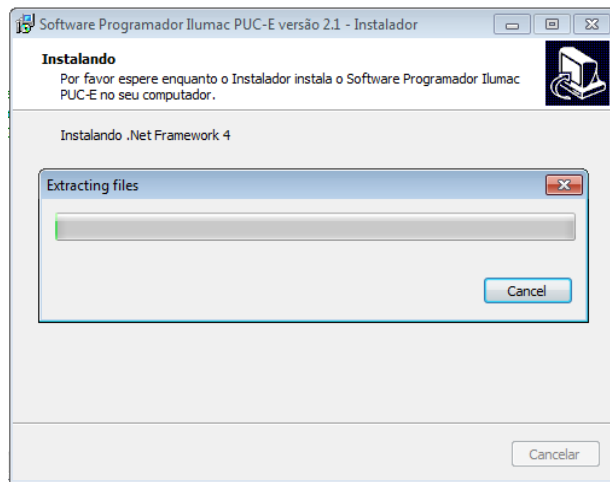 Software Programador Ilumac PUC-E versão 2.1 - Instalador
Instalando
Por favor espere enquanto o Instalador instala o Software Programador Ilumac
PUC-E no seu computador.
Instalando .Net Framework 4
Extracting files
Cancel
Cancelar